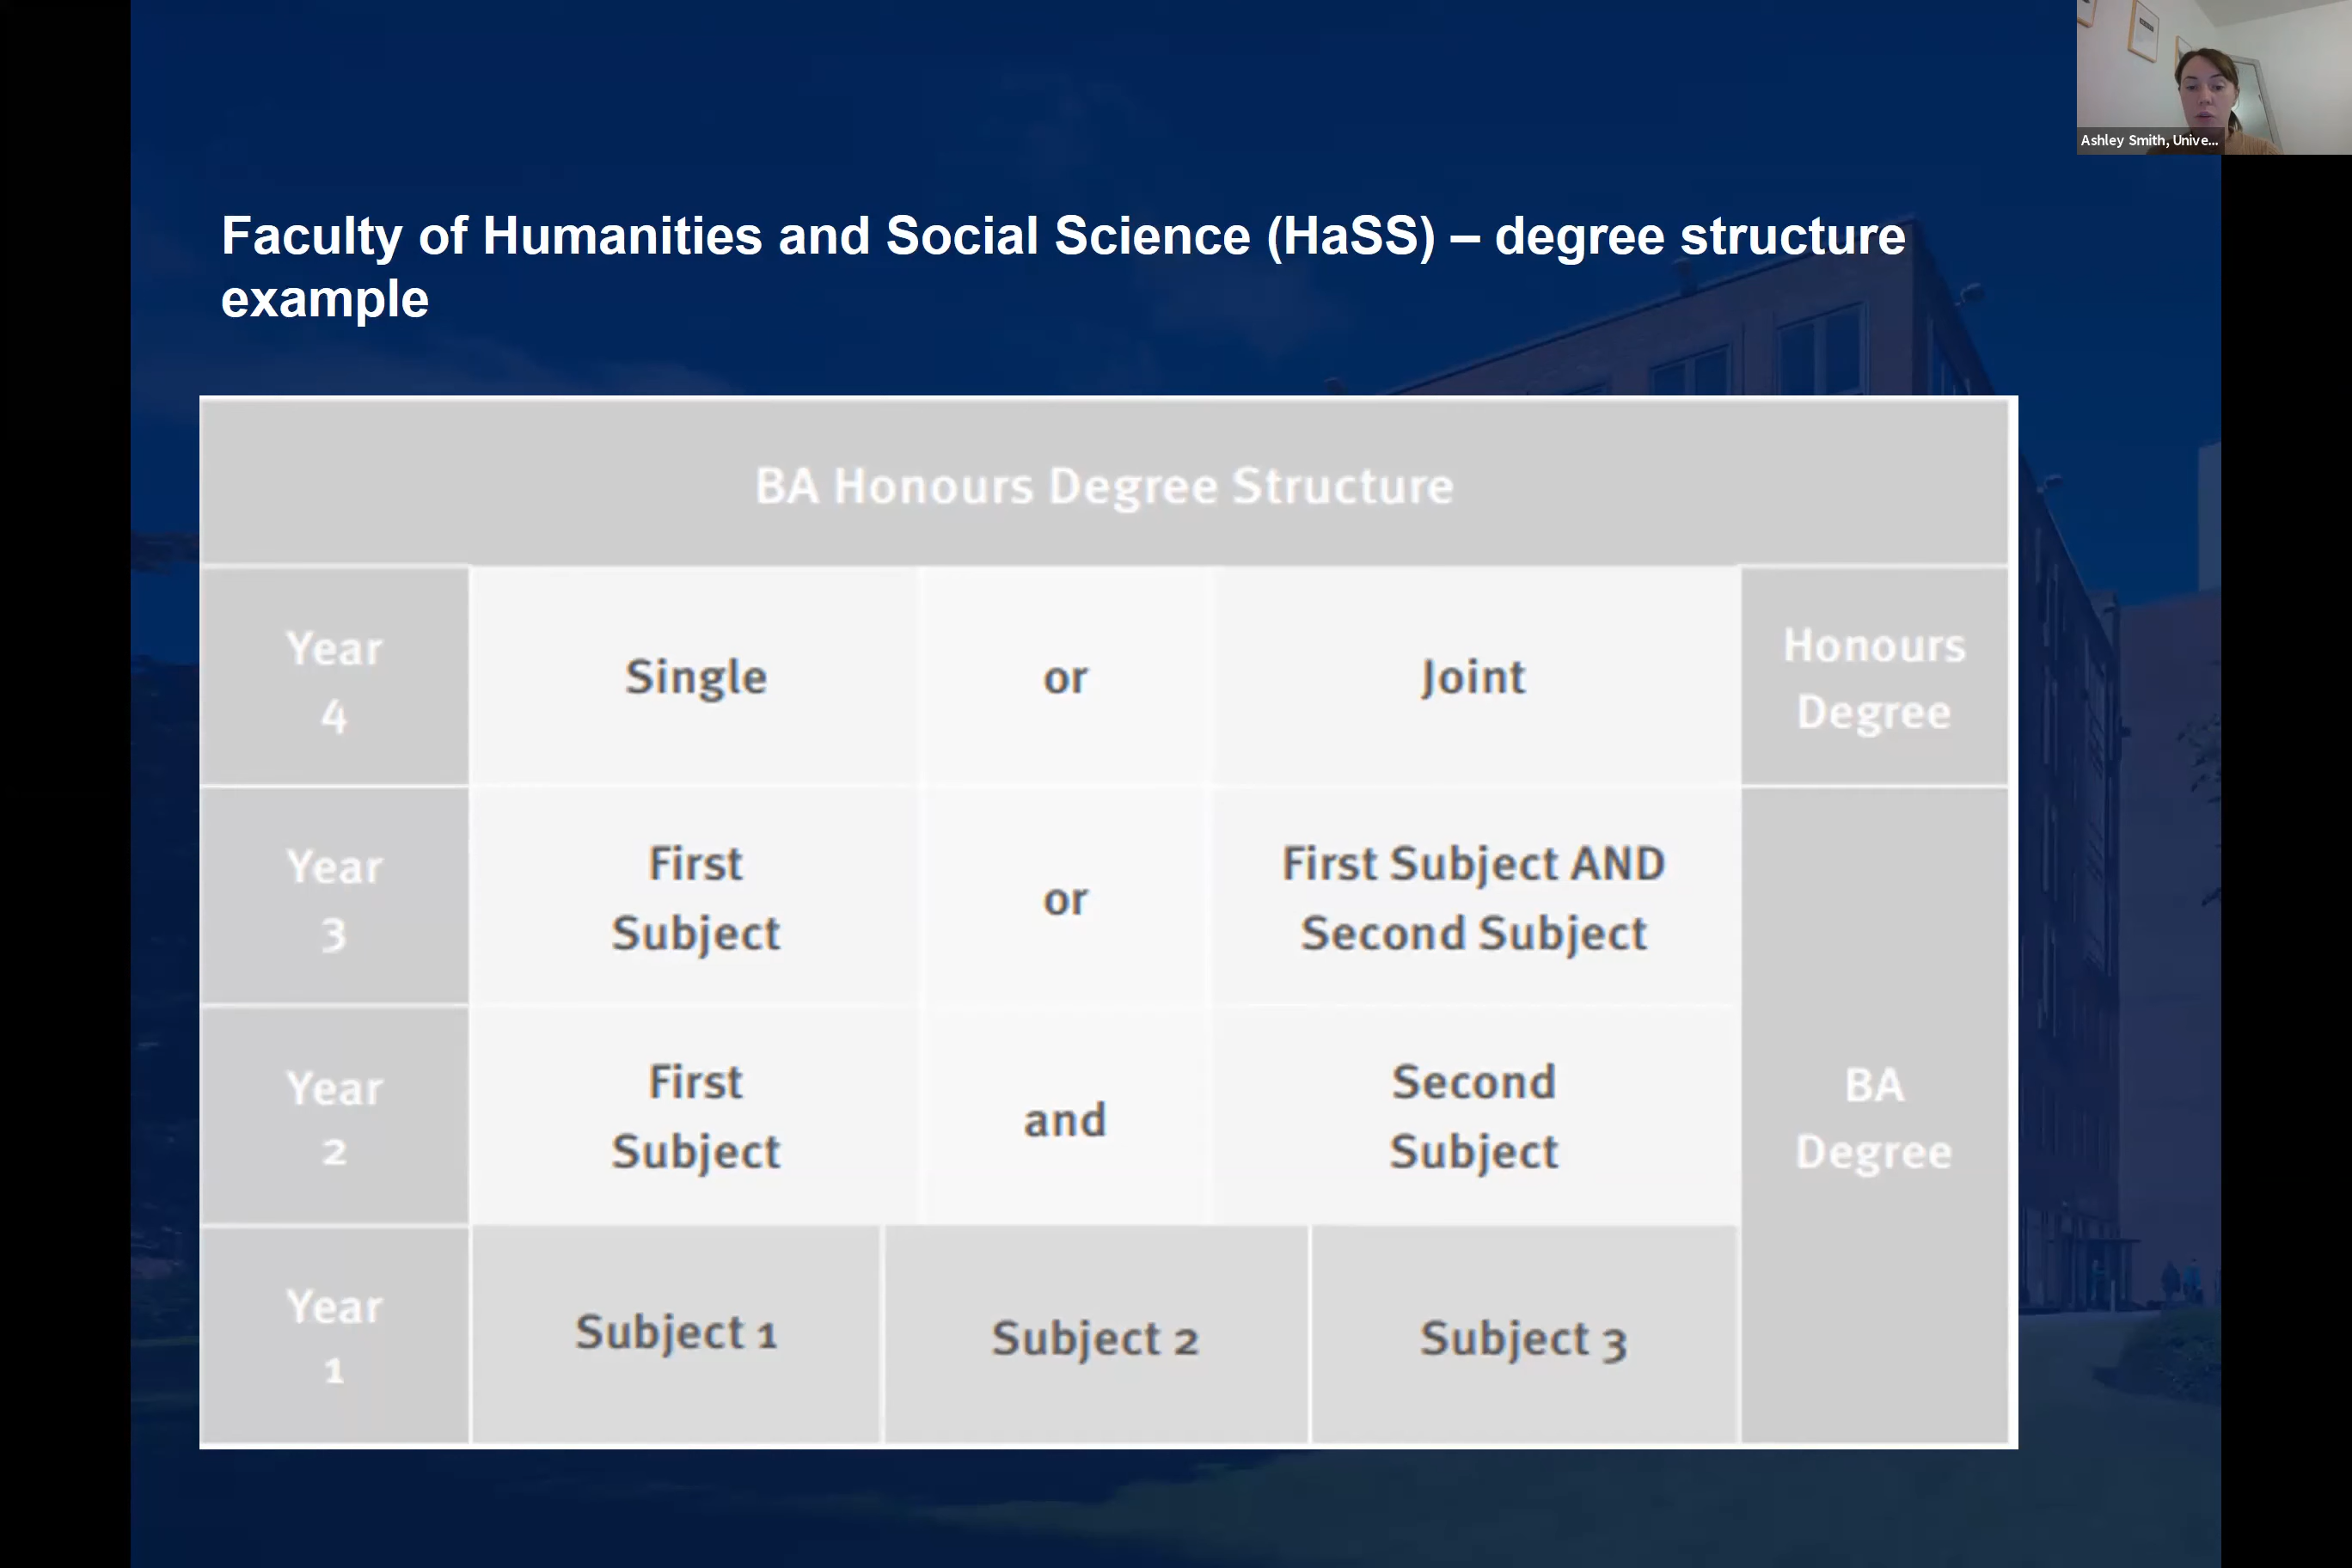 Ashley Smith, Unive...
Faculty of Humanities and Social Science (HaSS) – degree structure
example
BA Honours Degree Structure
Year
4
Single
or
Joint
Honours
Degree
Year
3
First
Subject
or
First Subject AND
Second Subject
Year
2
First
Subject
and
Second
Subject
BA
Degree
Year
1
Subject 1
Subject 2
Subject 3